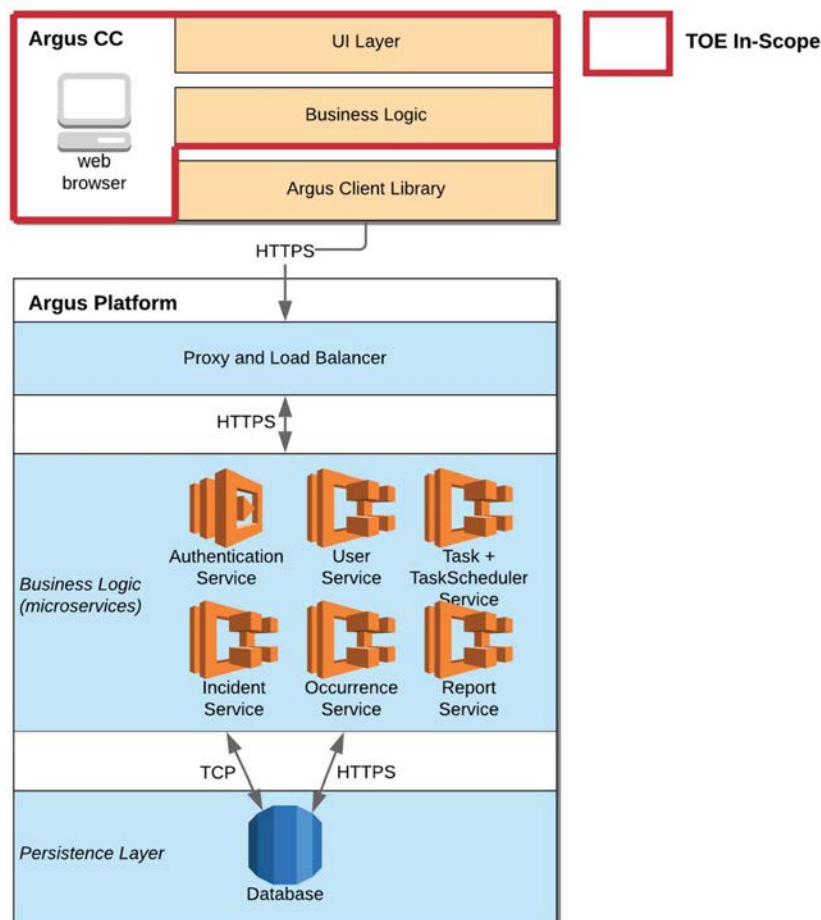 Argus CC
UI Layer
TOE In-Scope
Business Logic
web
browser
Argus Client Library
HTTPS
Argus Platform
Proxy and Load Balancer
HTTPS
Authentication
Service
User
Service
Task +
TaskScheduler
Service
Business Logic
(microservices)
Incident
Service
Occurrence
Service
Report
Service
TCP
HTTPS
Persistence Layer
Database